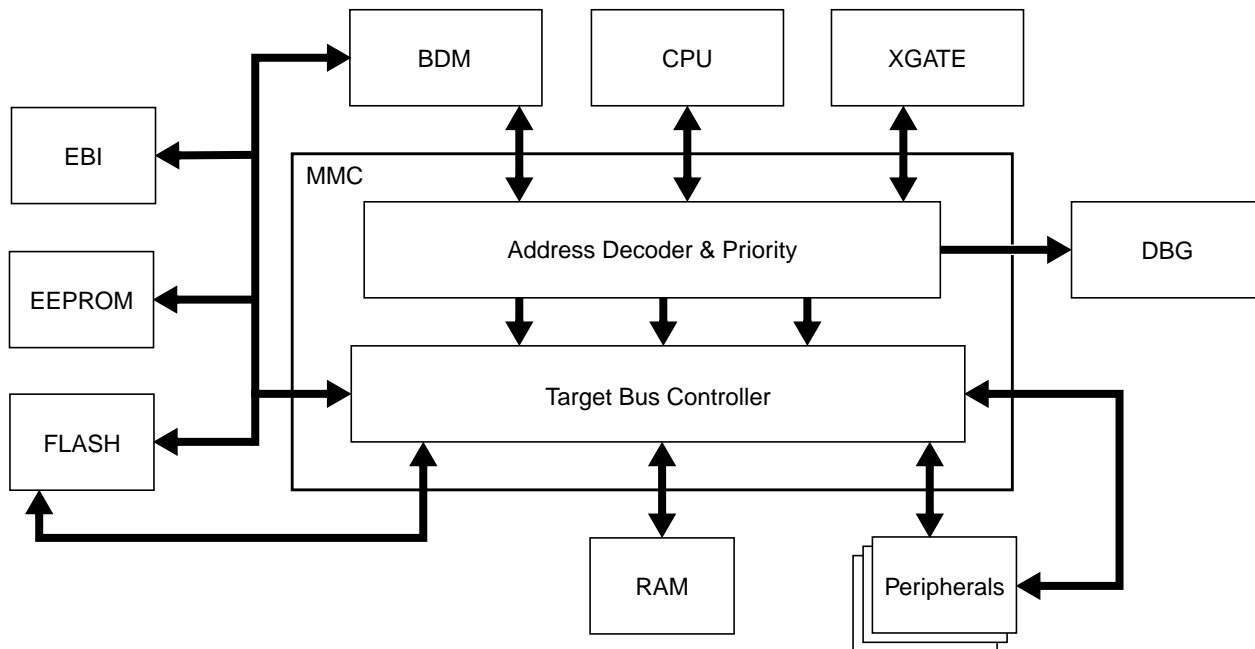 BDM
CPU
XGATE
EBI
MMC
Address Decoder & Priority
DBG
EEPROM
Target Bus Controller
FLASH
RAM
Peripherals